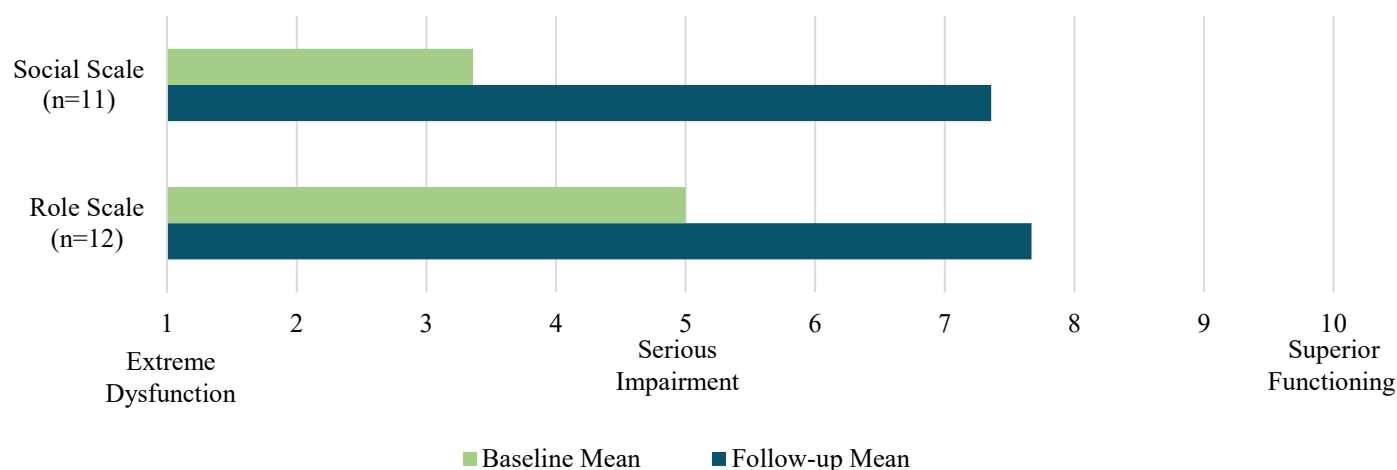 Social Scale
(n=11)
Role Scale
(n=12)
1 2 3 4 5 6 7 8 9 10
Extreme
Dysfunction
Serious
Impairment
Superior
Functioning
Baseline Mean Follow-up Mean